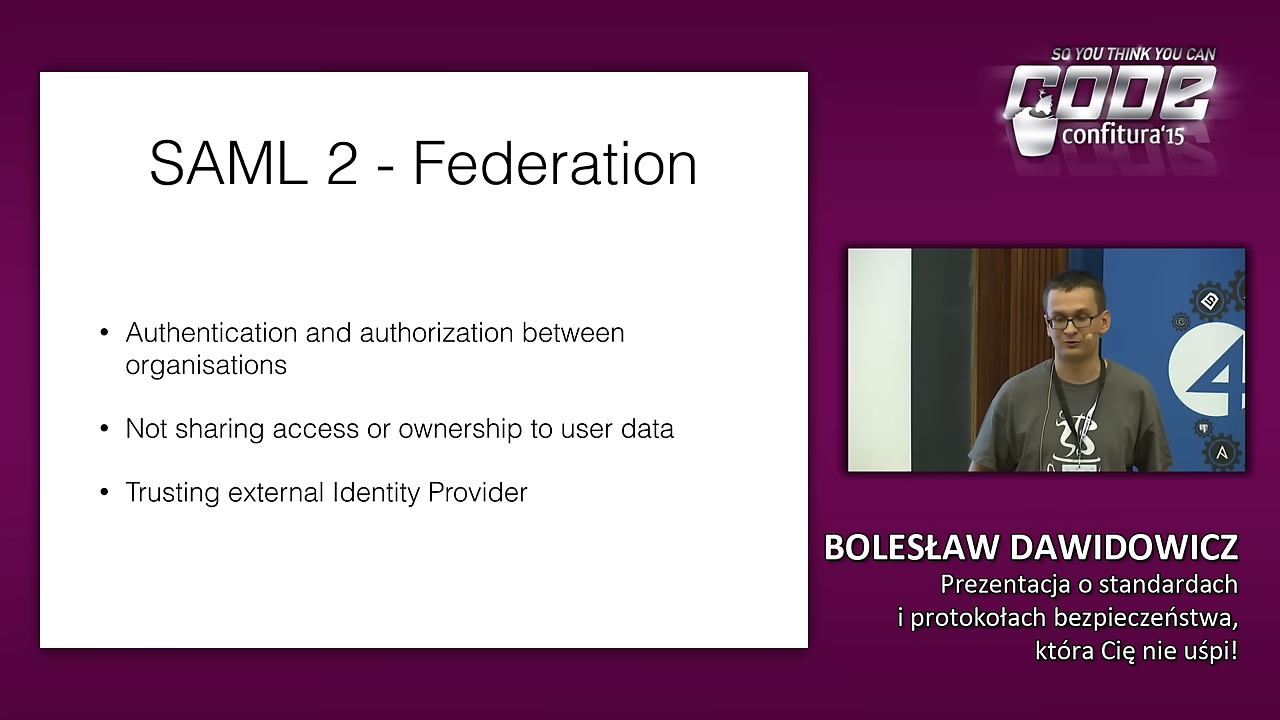 SAML 2 - Federation
• Authentication and authorization between
organisations
• Not sharing access or ownership to user data
• Trusting external Identity Provider
SO YOU THINK YOU CAN
CODE
confitura'15
4
BOLESŁAW DAWIDOWICZ
Prezentacja o standardach
i protokołach bezpieczeństwa,
która Cię nie uśpi!